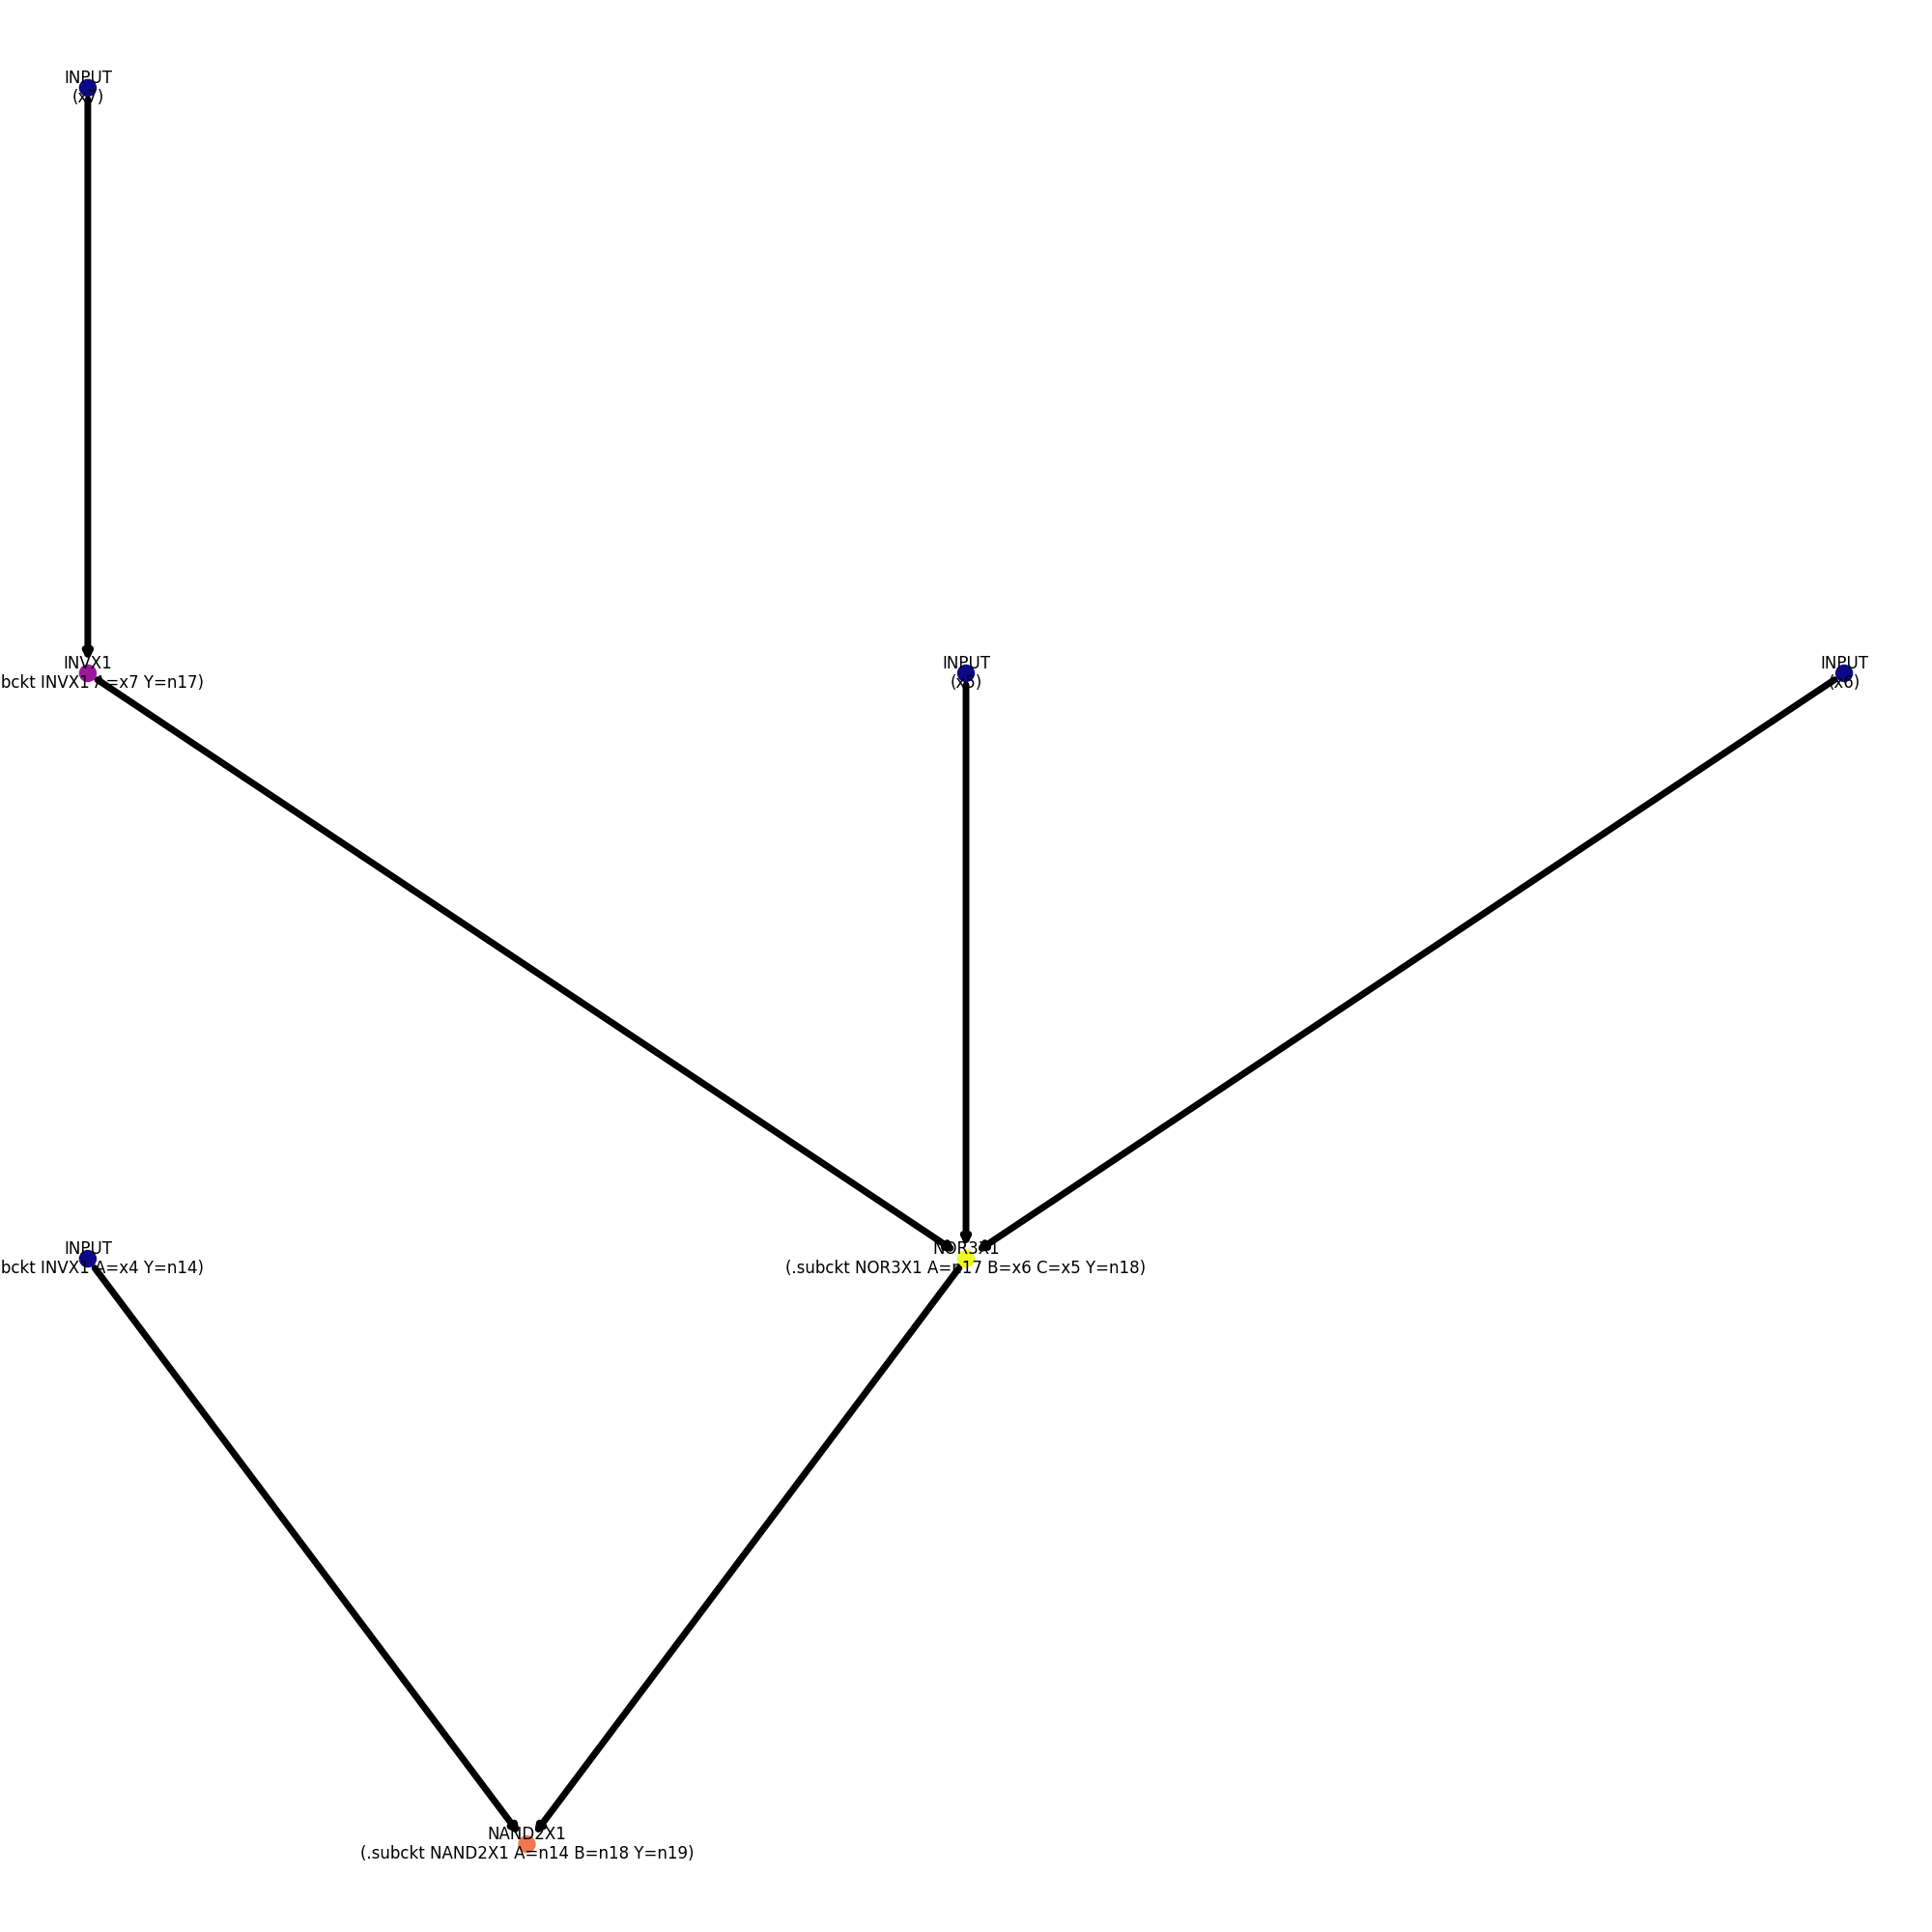 INPUT
(x7)
INVX1
bckt INVX1 A=x7 Y=n17)
INPUT
(x5)
INPUT
(x6)
INPUT
bckt INVX1 A=x4 Y=n14)
NOR3X1
(.subckt NOR3X1 A=n17 B=x6 C=x5 Y=n18)
NAND2X1
(.subckt NAND2X1 A=n14 B=n18 Y=n19)